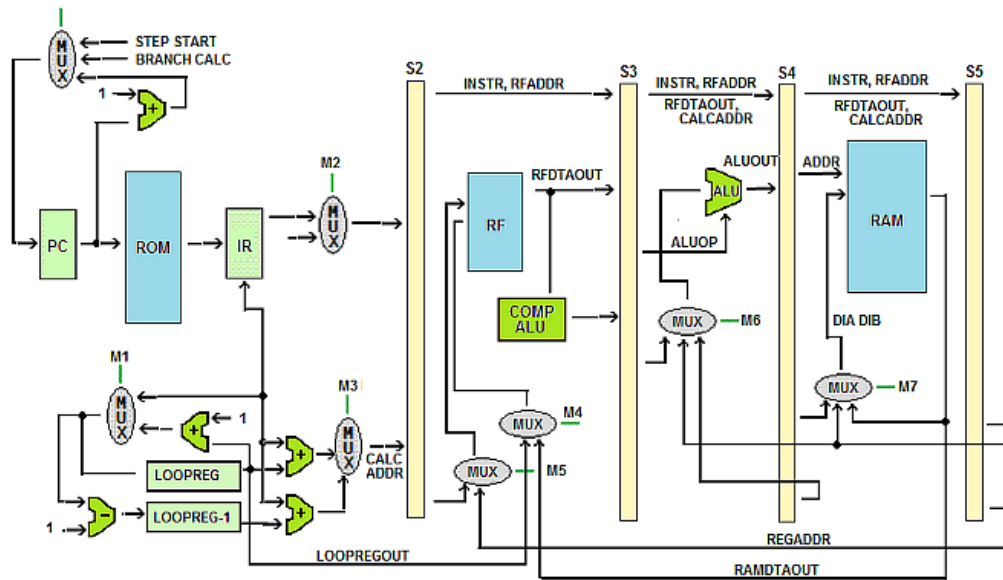 MUX
STEP START
BRANCH CALC
1
+
S2
S3
S4
S5
INSTR, RFADDR
INSTR, RFADDR
INSTR, RFADDR
RFDTAOUT,
CALCADDR
RFDTAOUT,
CALCADDR
M2
MUX
RFDTAOUT
ALUOUT
ADDR
ALU
PC
ROM
IR
RF
ALUOP
RAM
COMP
ALU
MUX
M6
DIA DIB
M1
MUX
1
+
M3
MUX
MUX
M7
MUX
M4
+
CALC
ADDR
LOOPREG
MUX
M5
-
1
LOOPREG-1
+
LOOPREGOUT
REGADDR
RAMDTAOUT